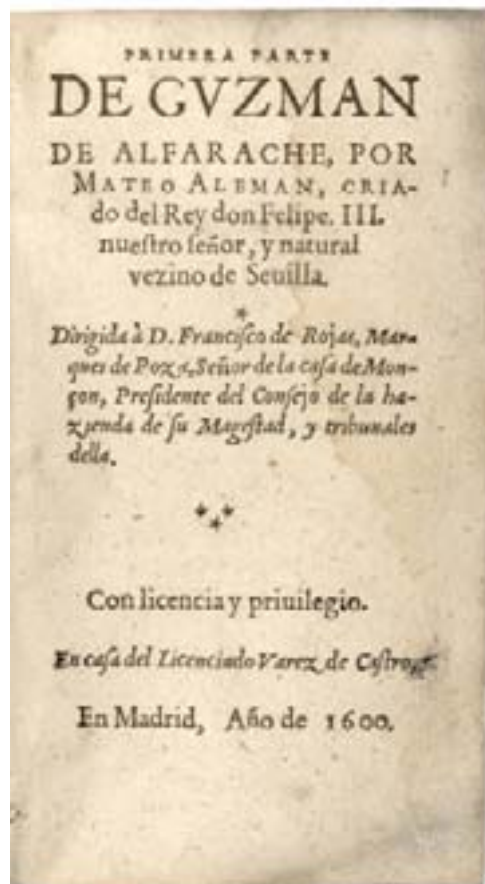 PRIMERA PARTE
DE GVZMAN
DE ALFARACHE, POR
MATEO ALEMAN, CRIA-
do del Rey don Felipe. III.
nueſtro ſeñor, y natural
vezino de Seuilla.
Dirigida à D. Franciſco de Rojas, Mar-
ques de Poza, Señor de la caſa de Mon-
çon, Preſidente del Conſejo de la ha-
zienda de ſu Mageſtad, y tribunales
della.
Con licencia y priuilegio.
En caſa del Licenciado Varez de Caſtro,
En Madrid, Año de 1600.